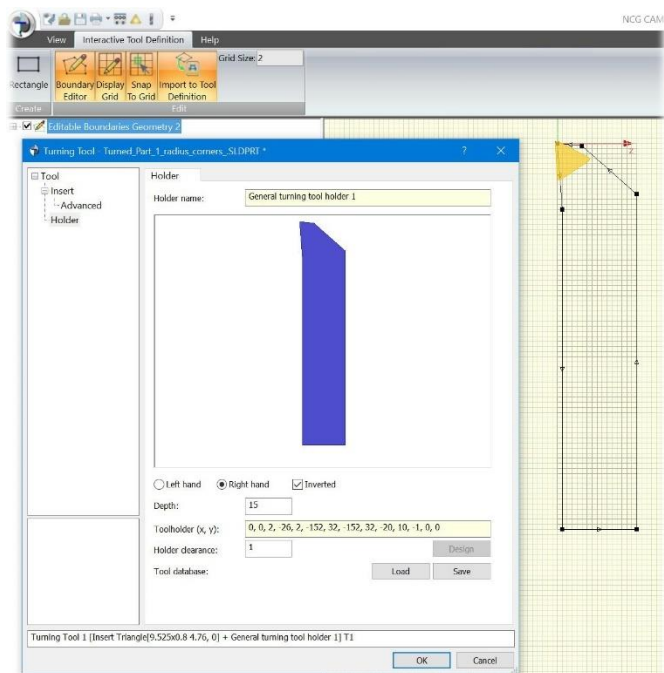 NCG CAM
View Interactive Tool Definition Help
Rectangle
Boundary Editor
Display Grid
Snap To Grid
Import to Tool Definition
Grid Size: 2
Create
Edit
Editable Boundaries Geometry 2
Turning Tool - Turned_Part_1_radius_corners_.SLDPRT *
Tool
Insert
Advanced
Holder
Holder
Holder name: General turning tool holder 1
Left hand Right hand Inverted
Depth: 15
Toolholder (x, y): 0, 0, 2, -26, 2, -152, 32, -152, 32, -20, 10, -1, 0, 0
Holder clearance: 1 Design
Tool database: Load Save
Turning Tool 1 [Insert Triangle[9.525x0.8 4.76, 0] + General turning tool holder 1] T1
OK Cancel
Z